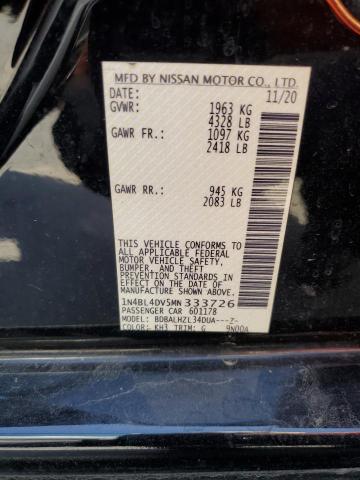 MFD BY NISSAN MOTOR CO., LTD.
DATE: 11/20
GVWR: 1963 KG
4328 LB
GAWR FR.: 1097 KG
2418 LB
GAWR RR.: 945 KG
2083 LB
THIS VEHICLE CONFORMS
TO ALL APPLICABLE FEDERAL
MOTOR VEHICLE SAFETY,
BUMPER, AND THEFT
PREVENTION STANDARDS IN
EFFECT ON THE DATE OF
MANUFACTURE SHOWN ABOVE.
1N4BL4DV5MN333726
PASSENGER CAR 601178
MODEL: BDBALHZL34DUA---Z-
COLOR: KH3 TRIM: G 9N00A